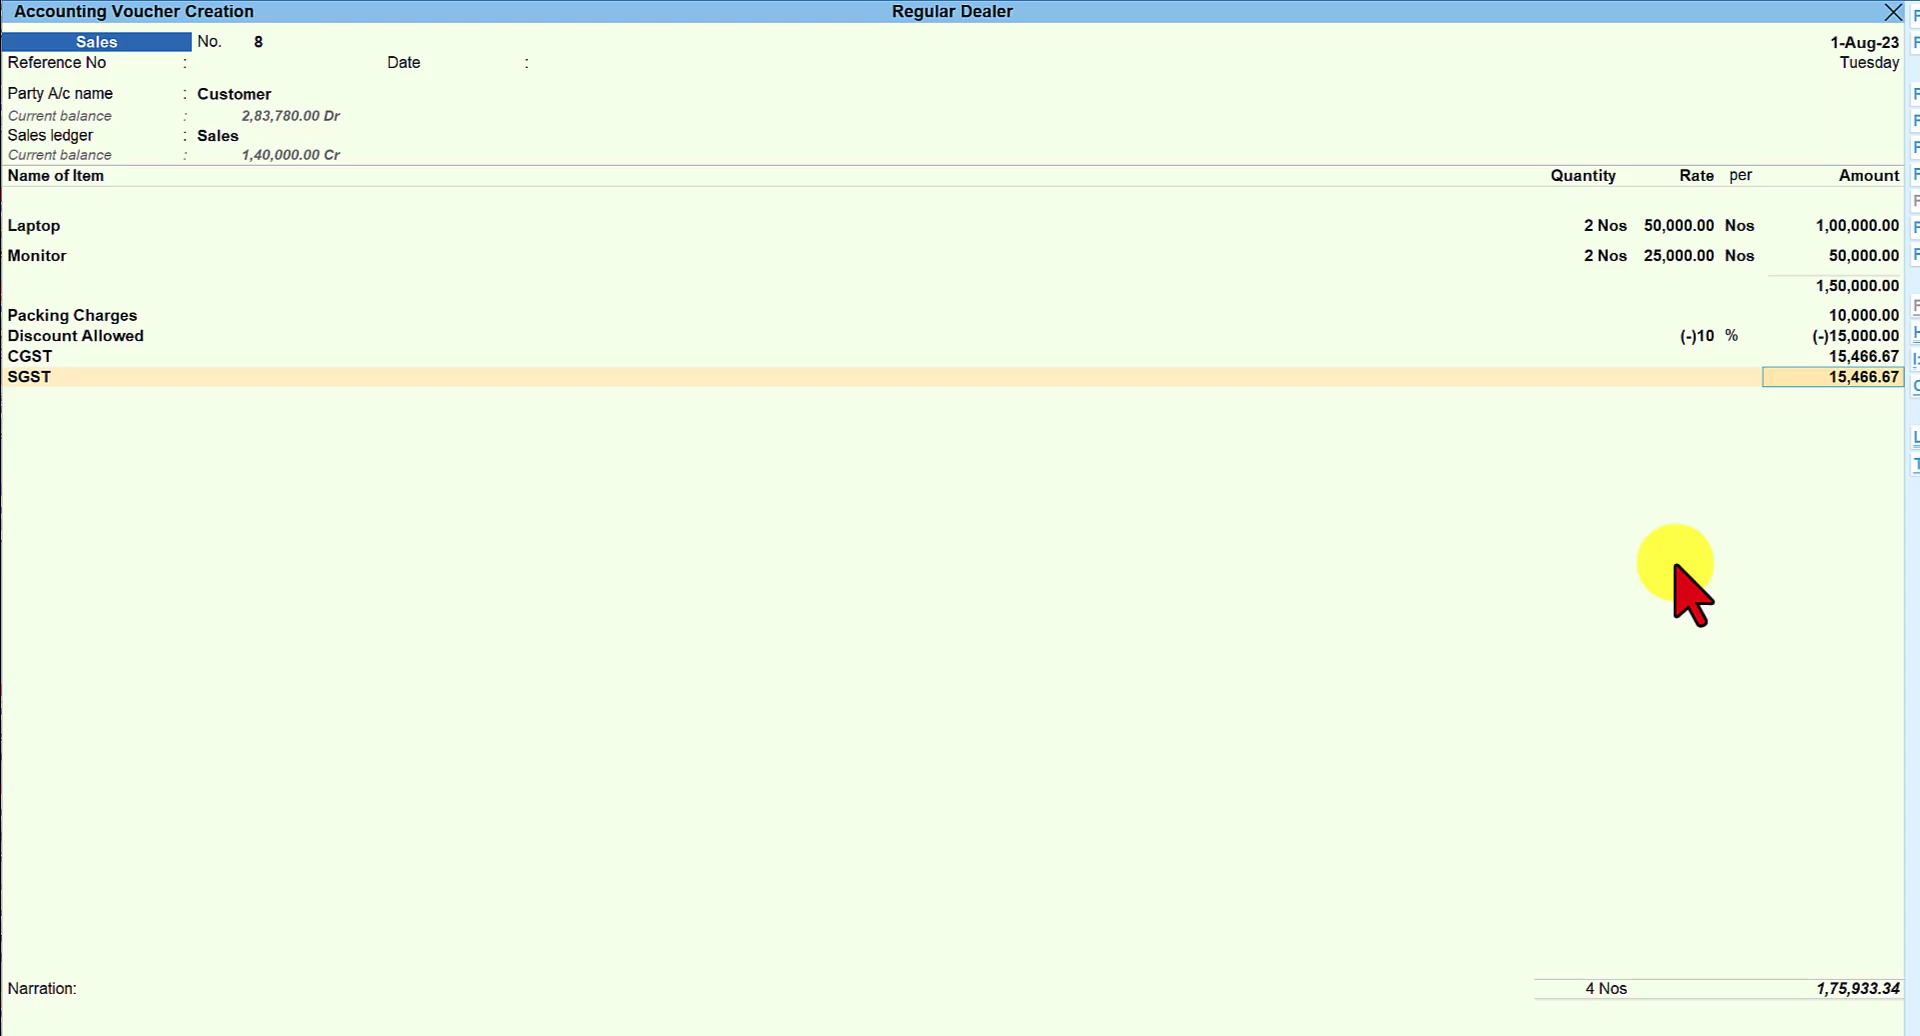 Accounting Voucher Creation Regular Dealer
Sales No. 8 1-Aug-23
Reference No : Date : Tuesday
Party A/c name : Customer
Current balance : 2,83,780.00 Dr
Sales ledger : Sales
Current balance : 1,40,000.00 Cr
Name of Item Quantity Rate per Amount
Laptop 2 Nos 50,000.00 Nos 1,00,000.00
Monitor 2 Nos 25,000.00 Nos 50,000.00
1,50,000.00
Packing Charges 10,000.00
Discount Allowed (-)10 % (-)15,000.00
CGST 15,466.67
SGST 15,466.67
Narration: 4 Nos 1,75,933.34